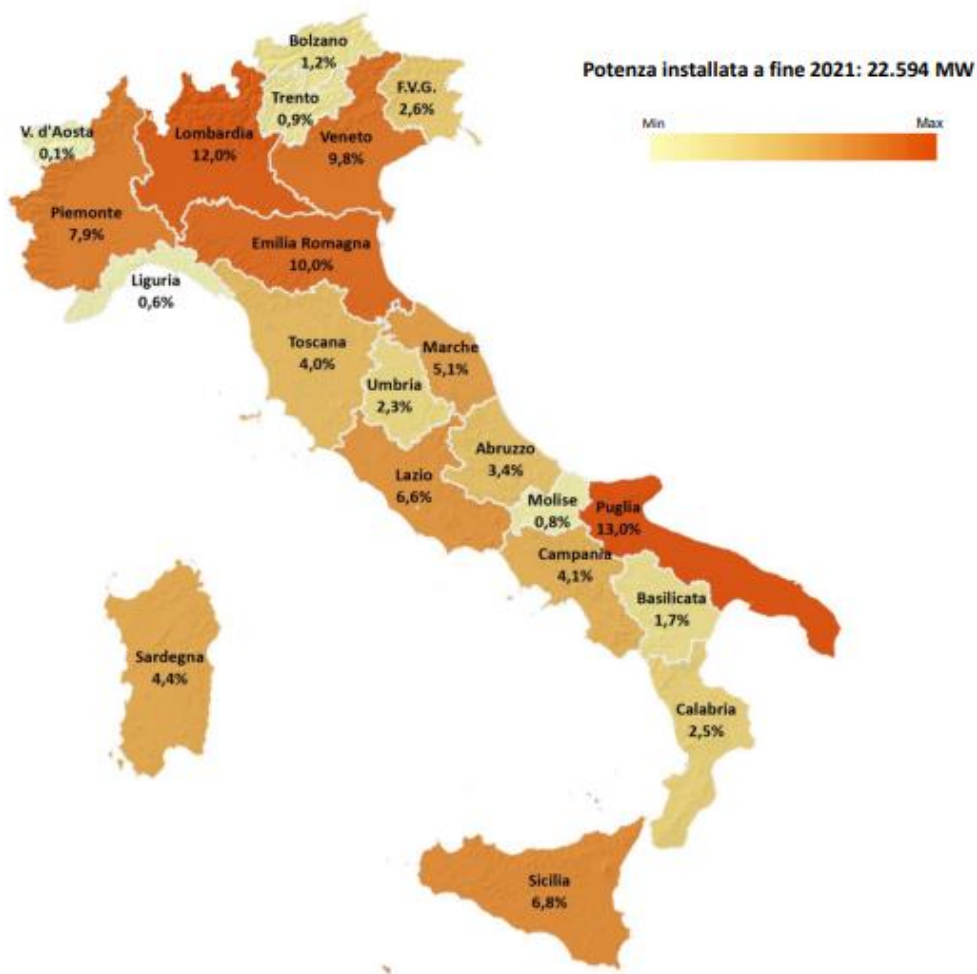 Potenza installata a fine 2021: 22.594 MW
Min
Max
Bolzano
1,2%
Trento
0,9%
F.V.G.
2,6%
V. d'Aosta
0,1%
Lombardia
12,0%
Veneto
9,8%
Piemonte
7,9%
Emilia Romagna
10,0%
Liguria
0,6%
Toscana
4,0%
Marche
5,1%
Umbria
2,3%
Abruzzo
3,4%
Lazio
6,6%
Molise
0,8%
Puglia
13,0%
Campania
4,1%
Basilicata
1,7%
Sardegna
4,4%
Calabria
2,5%
Sicilia
6,8%